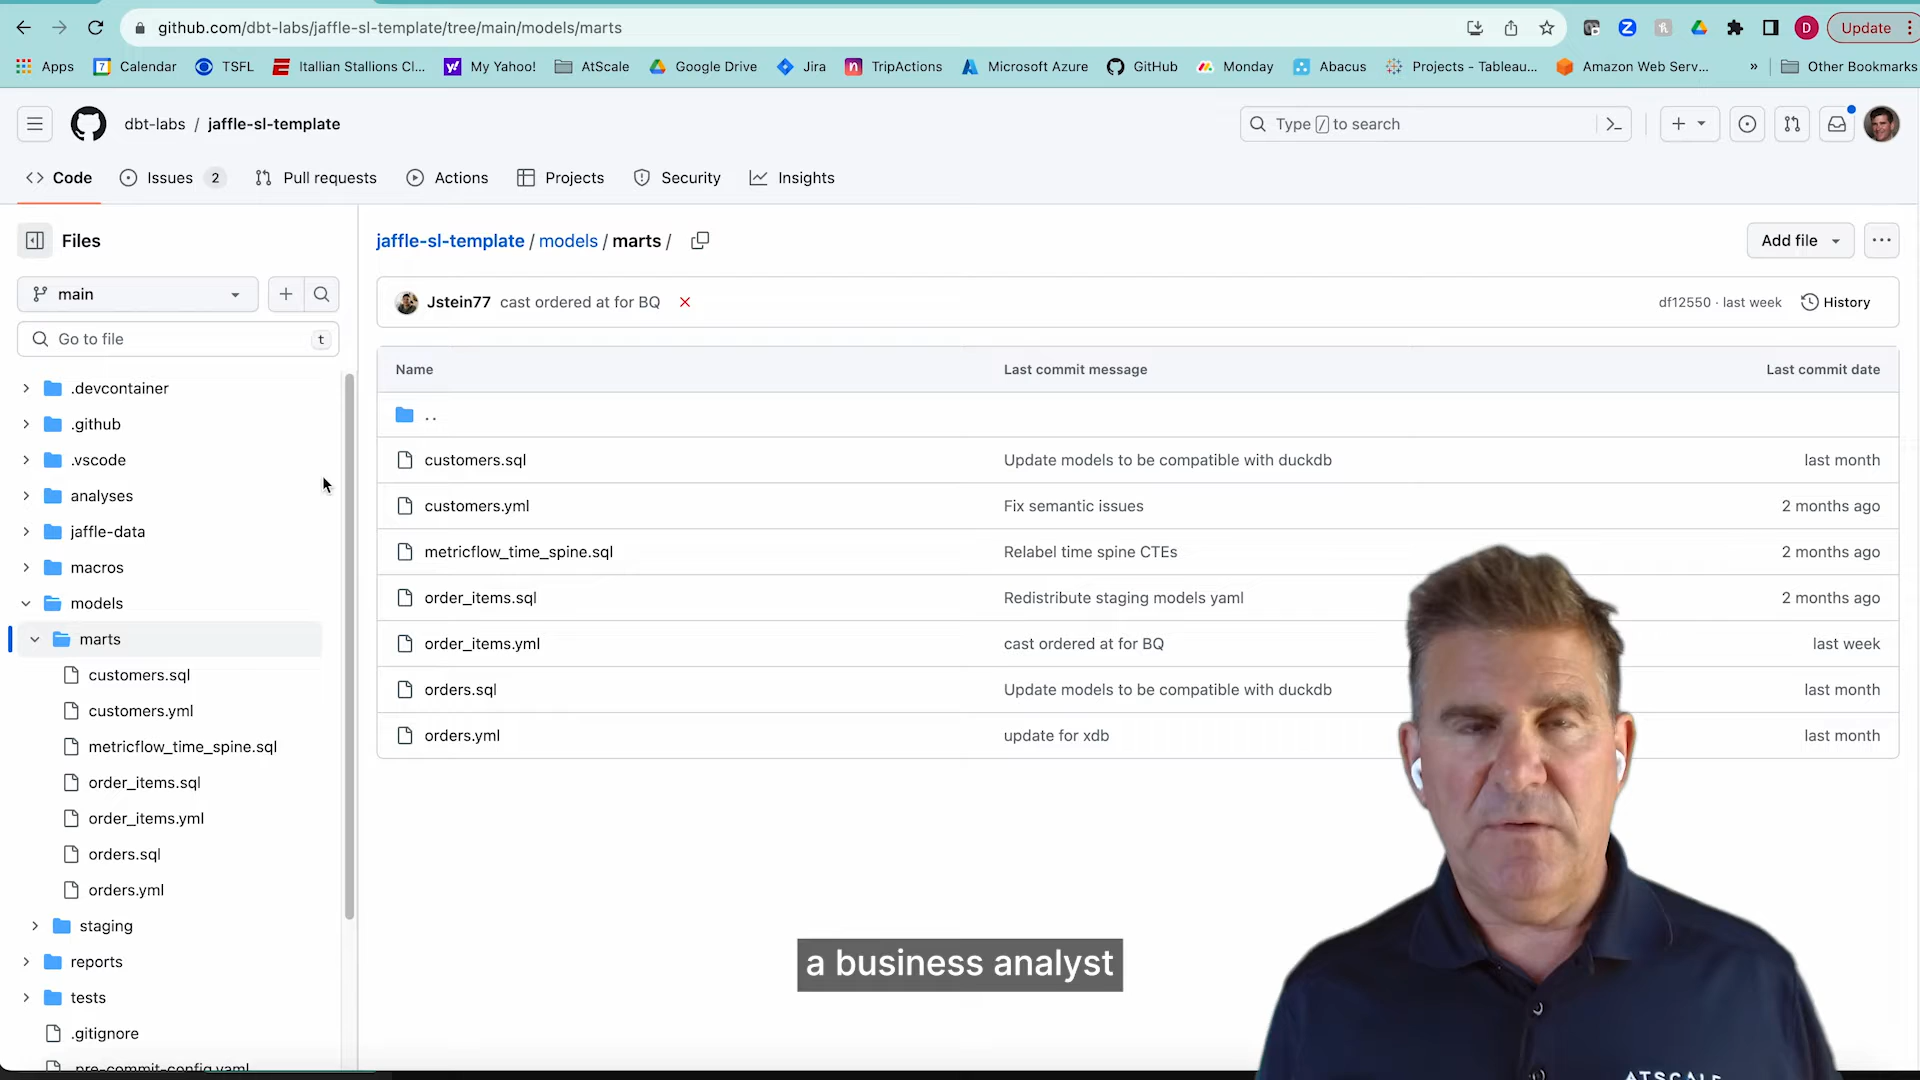 github.com/dbt-labs/jaffle-sl-template/tree/main/models/marts
D
Update
Apps
7 Calendar
TSFL
Itallian Stallions Cl...
My Yahoo!
AtScale
Google Drive
Jira
TripActions
Microsoft Azure
GitHub
Monday
Abacus
Projects - Tableau...
Amazon Web Serv...
»
Other Bookmarks
dbt-labs / jaffle-sl-template
Type / to search
Code
Issues 2
Pull requests
Actions
Projects
Security
Insights
Files
main
Go to file t
.devcontainer
.github
.vscode
analyses
jaffle-data
macros
models
marts
customers.sql
customers.yml
metricflow_time_spine.sql
order_items.sql
order_items.yml
orders.sql
orders.yml
staging
reports
tests
.gitignore
.pre-commit-config.yaml
jaffle-sl-template / models / marts /
Add file
Jstein77 cast ordered at for BQ
df12550 · last week
History
Name Last commit message Last commit date
..
customers.sql Update models to be compatible with duckdb last month
customers.yml Fix semantic issues 2 months ago
metricflow_time_spine.sql Relabel time spine CTEs 2 months ago
order_items.sql Redistribute staging models yaml 2 months ago
order_items.yml cast ordered at for BQ last week
orders.sql Update models to be compatible with duckdb last month
orders.yml update for xdb last month
a business analyst
ATSCALE